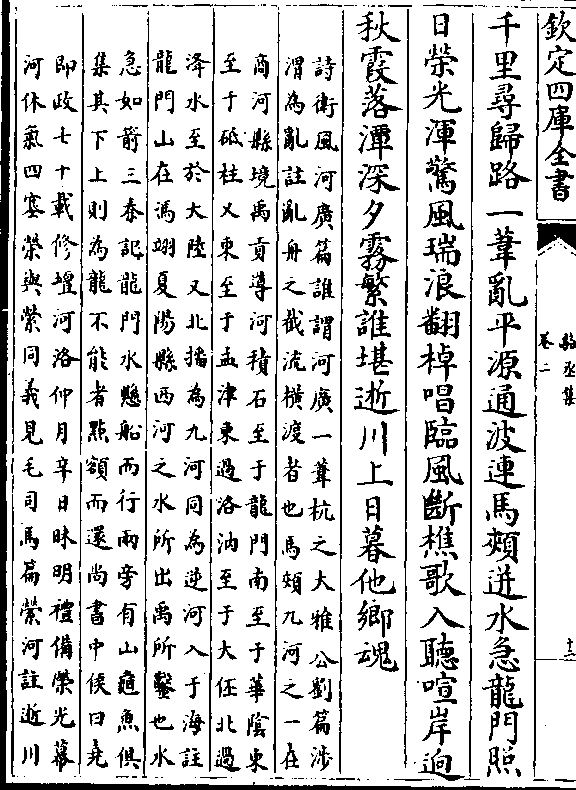 欽定四庫全書
駱丞集
卷二
十三
千里尋歸路一葦亂平源通波連馬頰迸水急龍門照
日榮光渾驚風瑞浪翻棹唱臨風斷樵歌入聽喧岸迥
秋霞落潭深夕霧繁誰堪逝川上日暮他鄉魂
詩衛風河廣篇誰謂河廣一葦杭之大雅公劉篇涉
渭為亂註亂舟之截流橫渡者也馬頰九河之一在
商河縣境禹貢導河積石至于龍門南至于華陰東
至于砥柱又東至于孟津東過洛汭至于大伾北過
洚水至於大陸又北播為九河同為逆河入于海註
龍門山在馮翊夏陽縣西河之水所出禹所鑿也水
急如箭三秦記龍門水懸船而行兩旁有山龜魚俱
集其下上則為龍不能者點額而還尚書中侯曰堯
即政七十載修壇河洛仰月辛日昧明禮備榮光幕
河休氣四塞榮與滎同義見毛司馬篇滎河註逝川